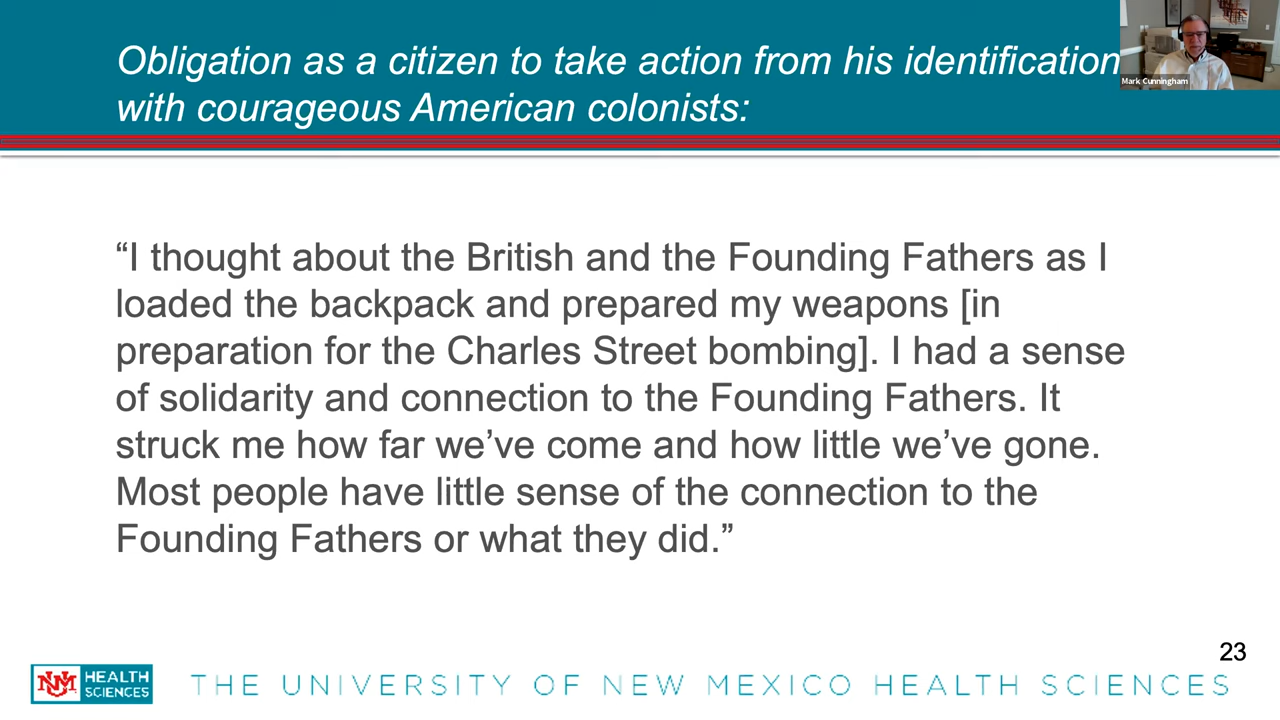 Obligation as a citizen to take action from his identification
with courageous American colonists:
Mark Cunningham
“I thought about the British and the Founding Fathers as I
loaded the backpack and prepared my weapons [in
preparation for the Charles Street bombing]. I had a sense
of solidarity and connection to the Founding Fathers. It
struck me how far we’ve come and how little we’ve gone.
Most people have little sense of the connection to the
Founding Fathers or what they did.”
23
UNM HEALTH
SCIENCES
THE UNIVERSITY OF NEW MEXICO HEALTH SCIENCES